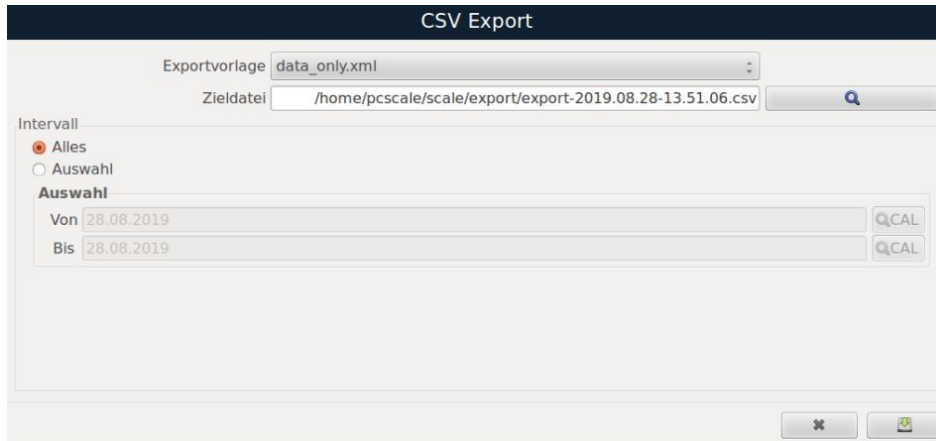 CSV Export
Exportvorlage data_only.xml
Zieldatei /home/pcscale/scale/export/export-2019.08.28-13.51.06.csv
Intervall
Alles
Auswahl
Auswahl
Von 28.08.2019 CAL
Bis 28.08.2019 CAL